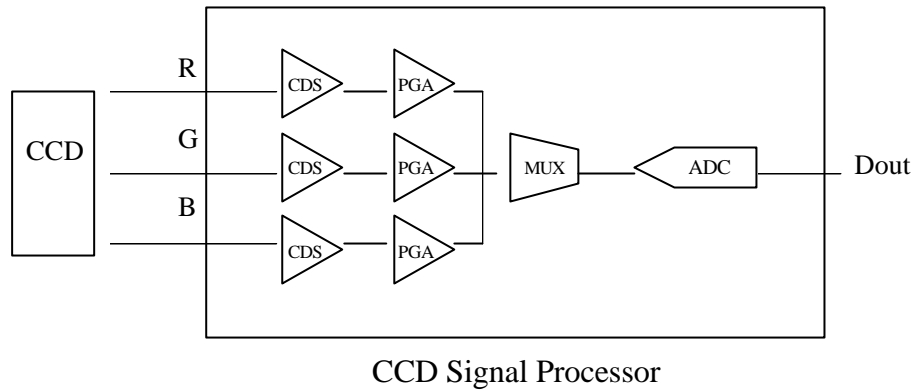 R
CDS
PGA
CCD
G
CDS
PGA
MUX
ADC
Dout
B
CDS
PGA
CCD Signal Processor